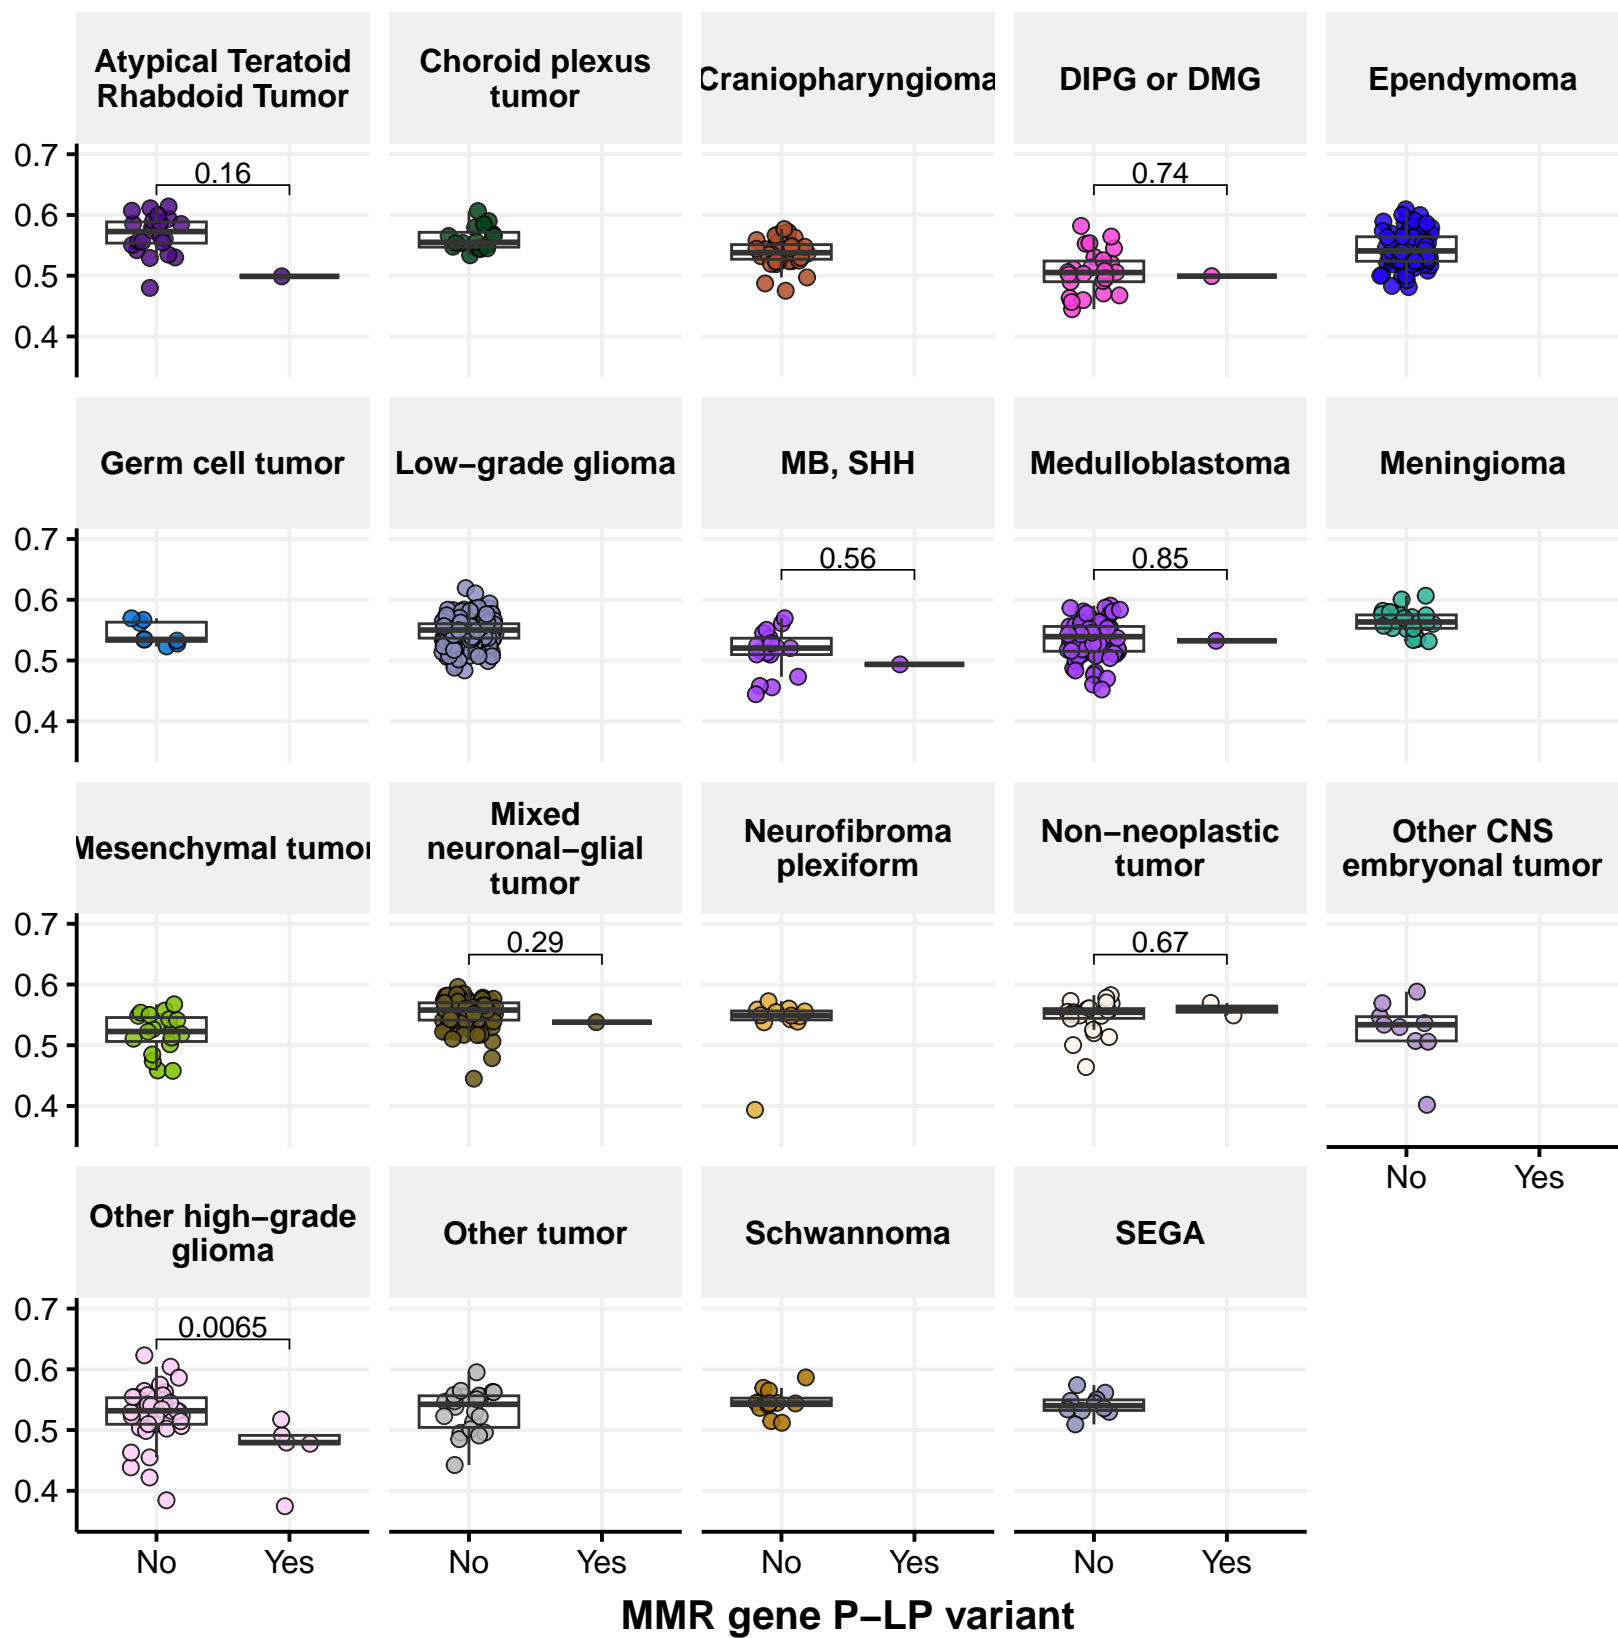 Atypical Teratoid
Rhabdoid Tumor
Choroid plexus
tumor
Craniopharyngioma
DIPG or DMG
Ependymoma
0.7
0.6
0.5
0.4
0.16
0.74
Germ cell tumor
Low−grade glioma
MB, SHH
Medulloblastoma
Meningioma
0.7
0.6
0.5
0.4
0.56
0.85
Mesenchymal tumor
Mixed
neuronal−glial
tumor
Neurofibroma
plexiform
Non−neoplastic
tumor
Other CNS
embryonal tumor
0.7
0.6
0.5
0.4
0.29
0.67
No Yes
Other high−grade
glioma
Other tumor
Schwannoma
SEGA
0.7
0.6
0.5
0.4
0.0065
No Yes No Yes No Yes No Yes
MMR gene P−LP variant